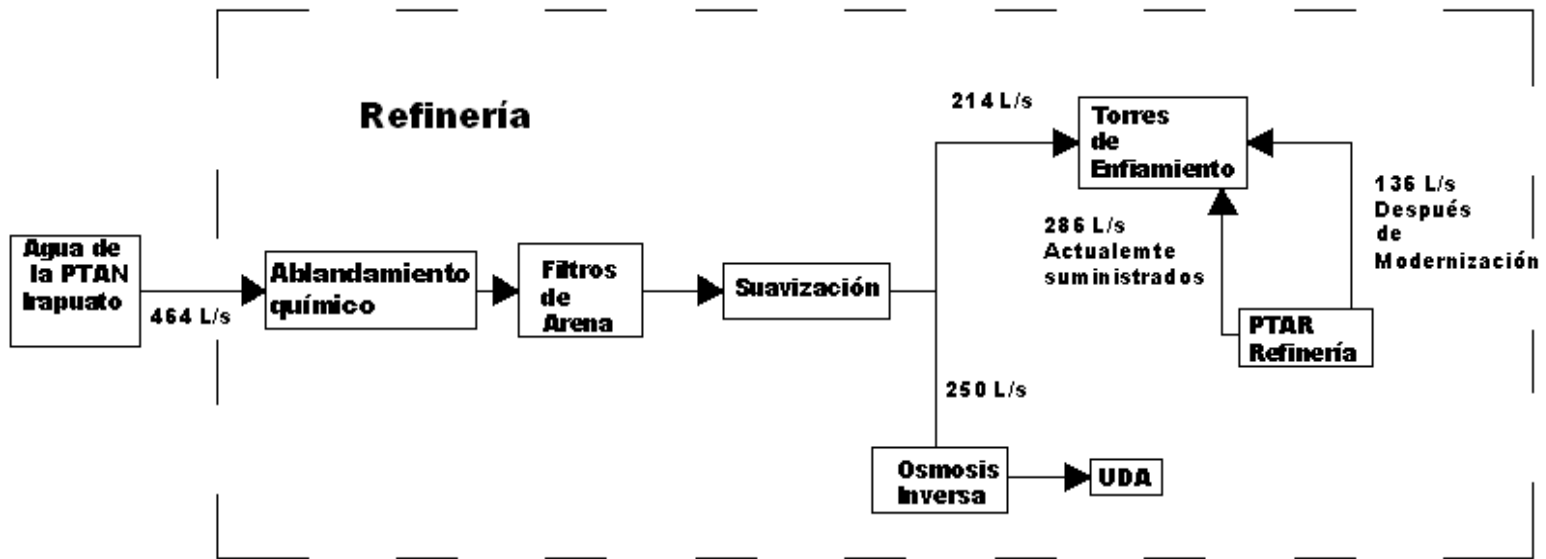 Refinería
214 L/s
Torres
de
Enfiamiento
136 L/s
Después
de
Modernización
286 L/s
Actualemte
suministrados
Agua de
la PTAN
Irapuato
464 L/s
Ablandamiento
químico
Filtros
de
Arena
Suavización
PTAR
Refinería
250 L/s
Osmosis
Inversa
UDA